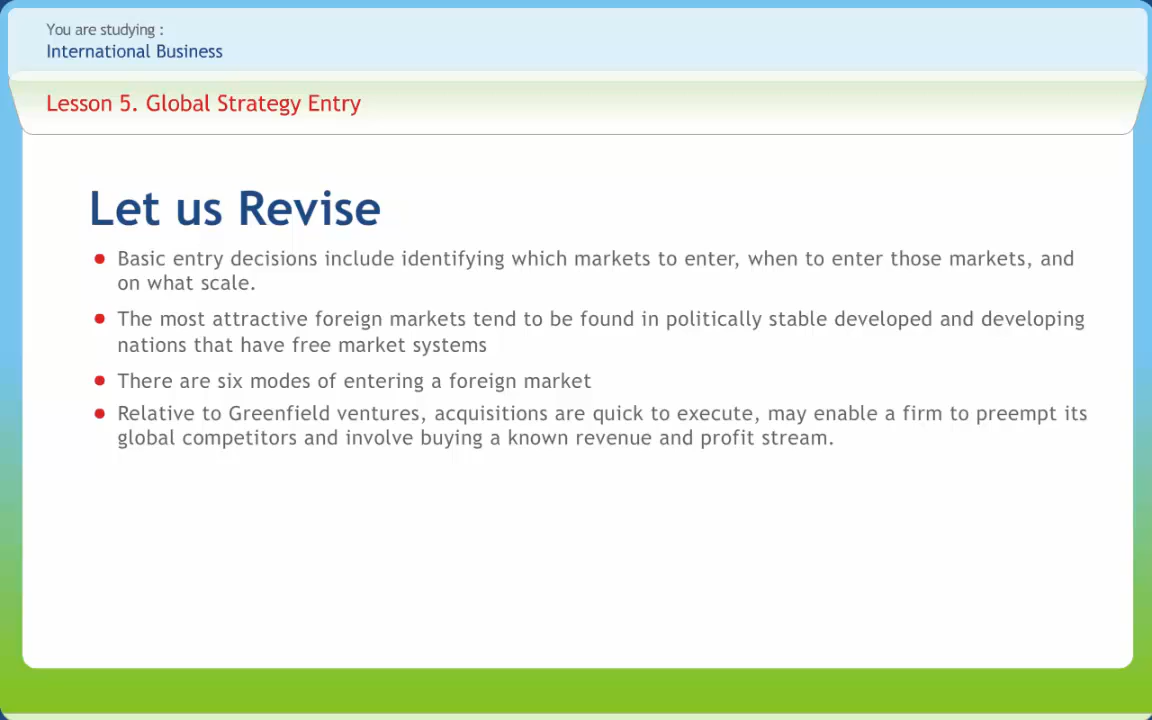 You are studying :
International Business
Lesson 5. Global Strategy Entry
Let us Revise
Basic entry decisions include identifying which markets to enter, when to enter those markets, and
on what scale.
The most attractive foreign markets tend to be found in politically stable developed and developing
nations that have free market systems
There are six modes of entering a foreign market
Relative to Greenfield ventures, acquisitions are quick to execute, may enable a firm to preempt its
global competitors and involve buying a known revenue and profit stream.